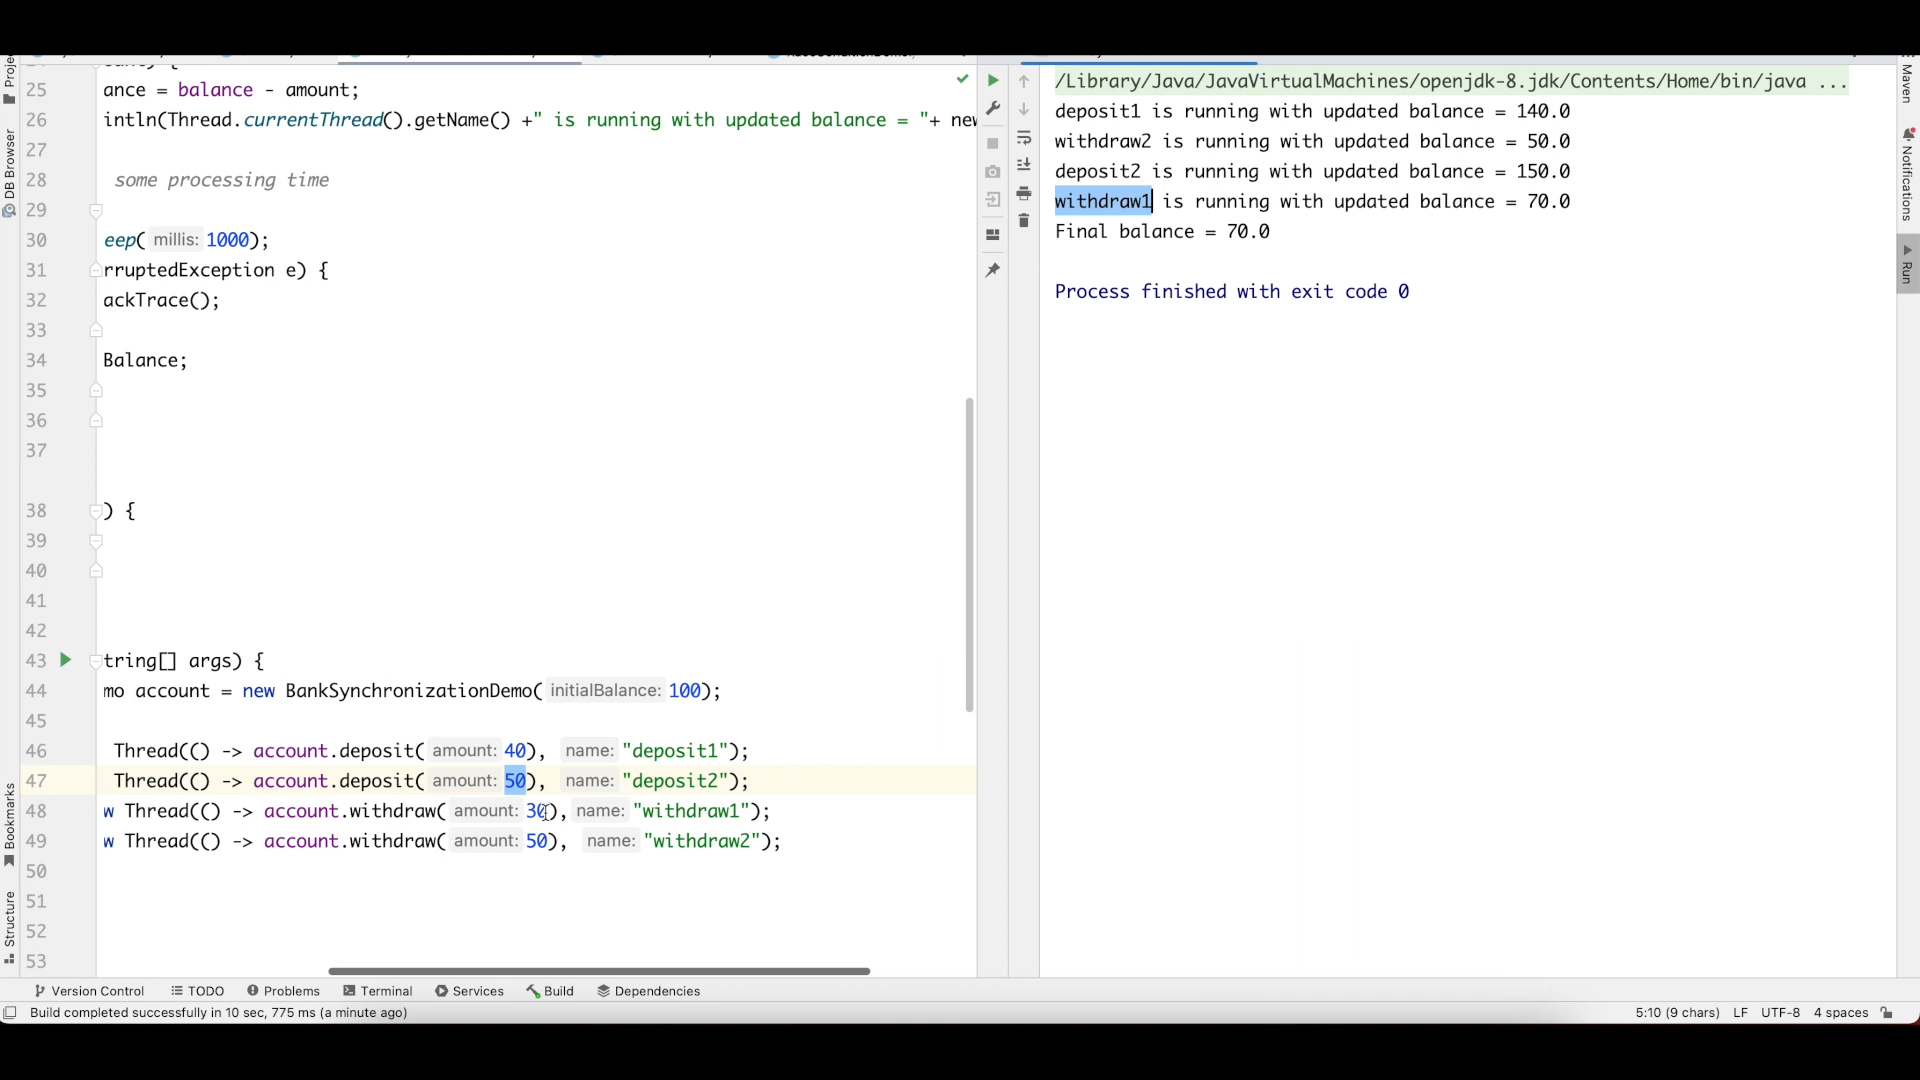 Project
DB Browser
Bookmarks
Structure
25 ance = balance - amount;
26 intln(Thread.currentThread().getName() +" is running with updated balance = "+ new
27
28 some processing time
29
30 eep( millis: 1000);
31 rruptedException e) {
32 ackTrace();
33
34 Balance;
35
36
37
38 ) {
39
40
41
42
43 tring[] args) {
44 mo account = new BankSynchronizationDemo( initialBalance: 100);
45
46 Thread(() -> account.deposit( amount: 40), name: "deposit1");
47 Thread(() -> account.deposit( amount: 50), name: "deposit2");
48 w Thread(() -> account.withdraw( amount: 30), name: "withdraw1");
49 w Thread(() -> account.withdraw( amount: 50), name: "withdraw2");
50
51
52
53
/Library/Java/JavaVirtualMachines/openjdk-8.jdk/Contents/Home/bin/java ...
deposit1 is running with updated balance = 140.0
withdraw2 is running with updated balance = 50.0
deposit2 is running with updated balance = 150.0
withdraw1 is running with updated balance = 70.0
Final balance = 70.0
Process finished with exit code 0
Maven
Notifications
Run
Version Control TODO Problems Terminal Services Build Dependencies
Build completed successfully in 10 sec, 775 ms (a minute ago)
5:10 (9 chars) LF UTF-8 4 spaces